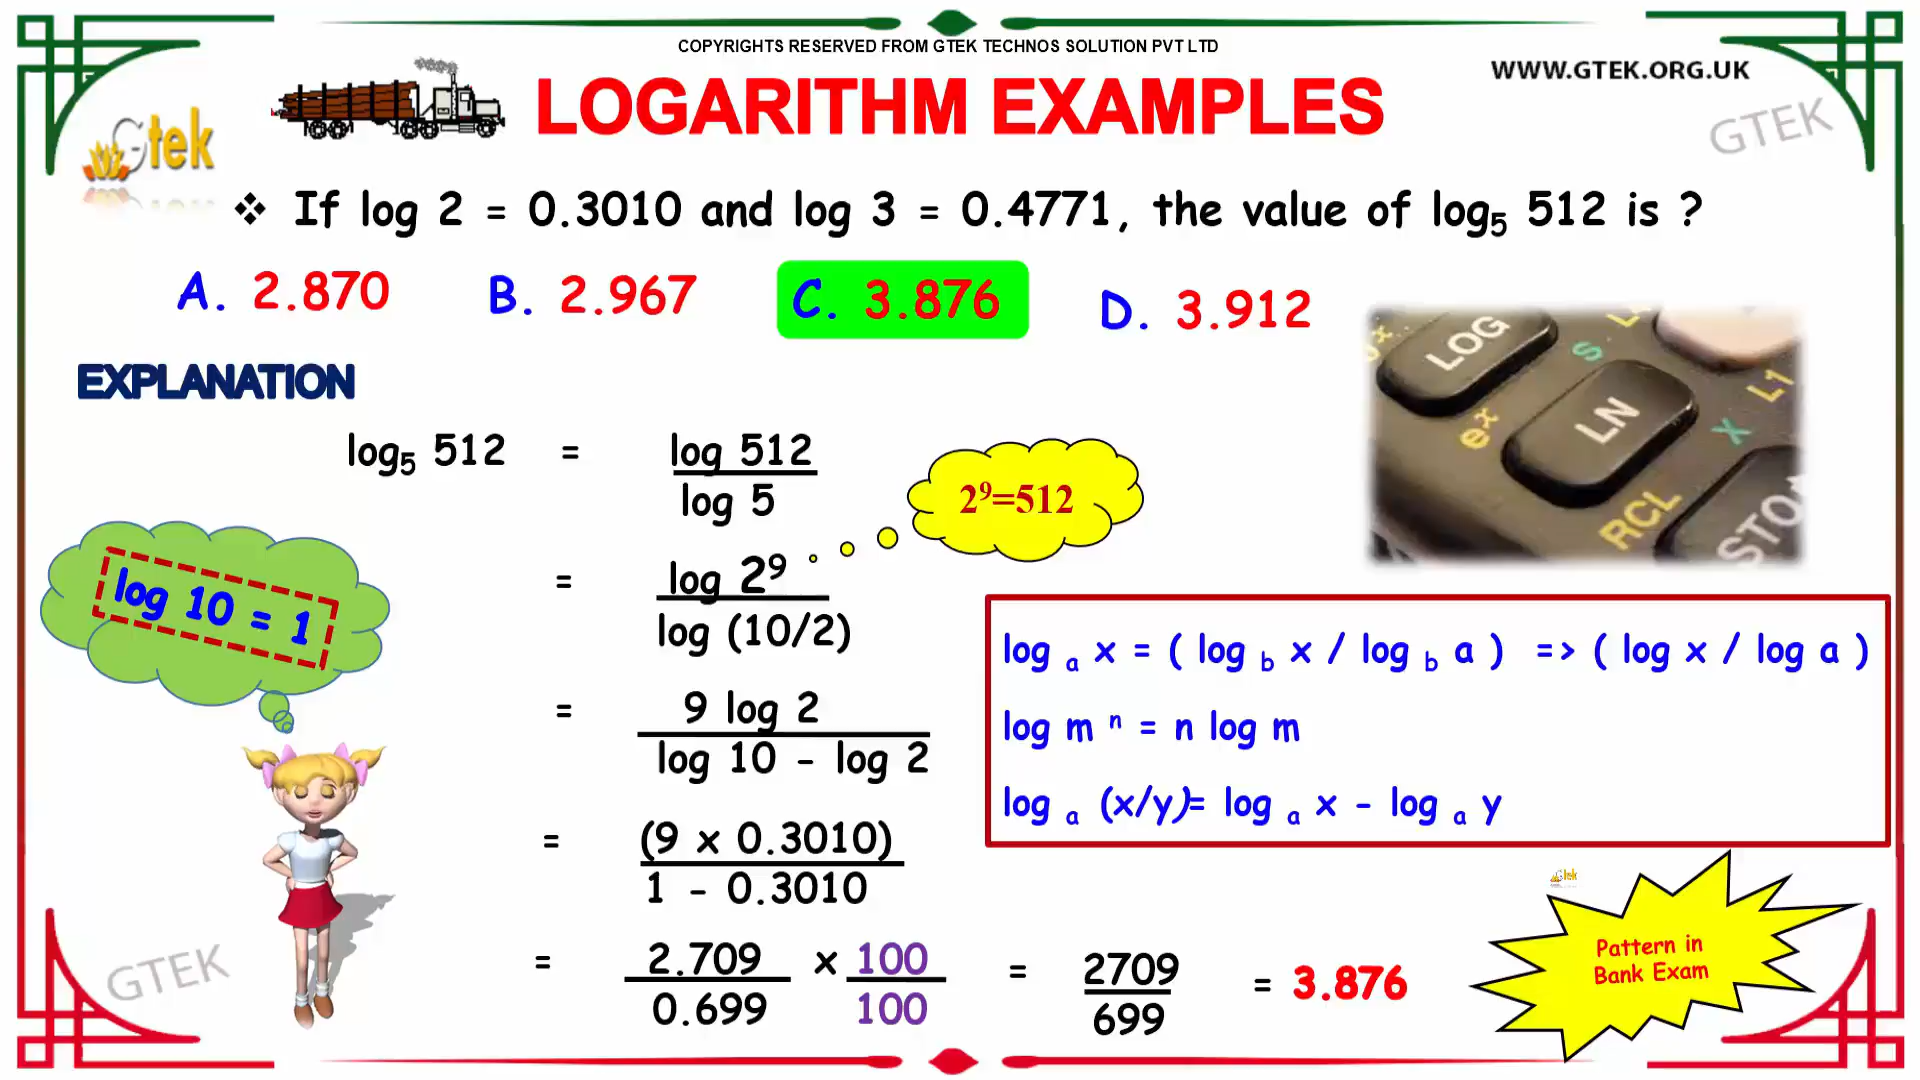 COPYRIGHTS RESERVED FROM GTEK TECHNOS SOLUTION PVT LTD
WWW.GTEK.ORG.UK
LOGARITHM EXAMPLES
GTEK
Gtek
❖ If log 2 = 0.3010 and log 3 = 0.4771, the value of log₅ 512 is ?
A. 2.870 B. 2.967 C. 3.876 D. 3.912
LOG
LN
eˣ
S
X
L1
RCL
STO
EXPLANATION
log₅ 512 = log 512
log 5
2⁹=512
log 10 = 1
= log 2⁹
log (10/2)
= 9 log 2
log 10 - log 2
= (9 x 0.3010)
1 - 0.3010
= 2.709 x 100 = 2709 = 3.876
0.699 100 699
log ₐ x = ( log b x / log b a ) => ( log x / log a )
log m ⁿ = n log m
log ₐ (x/y)= log ₐ x - log ₐ y
Gtek
Pattern in
Bank Exam
GTEK